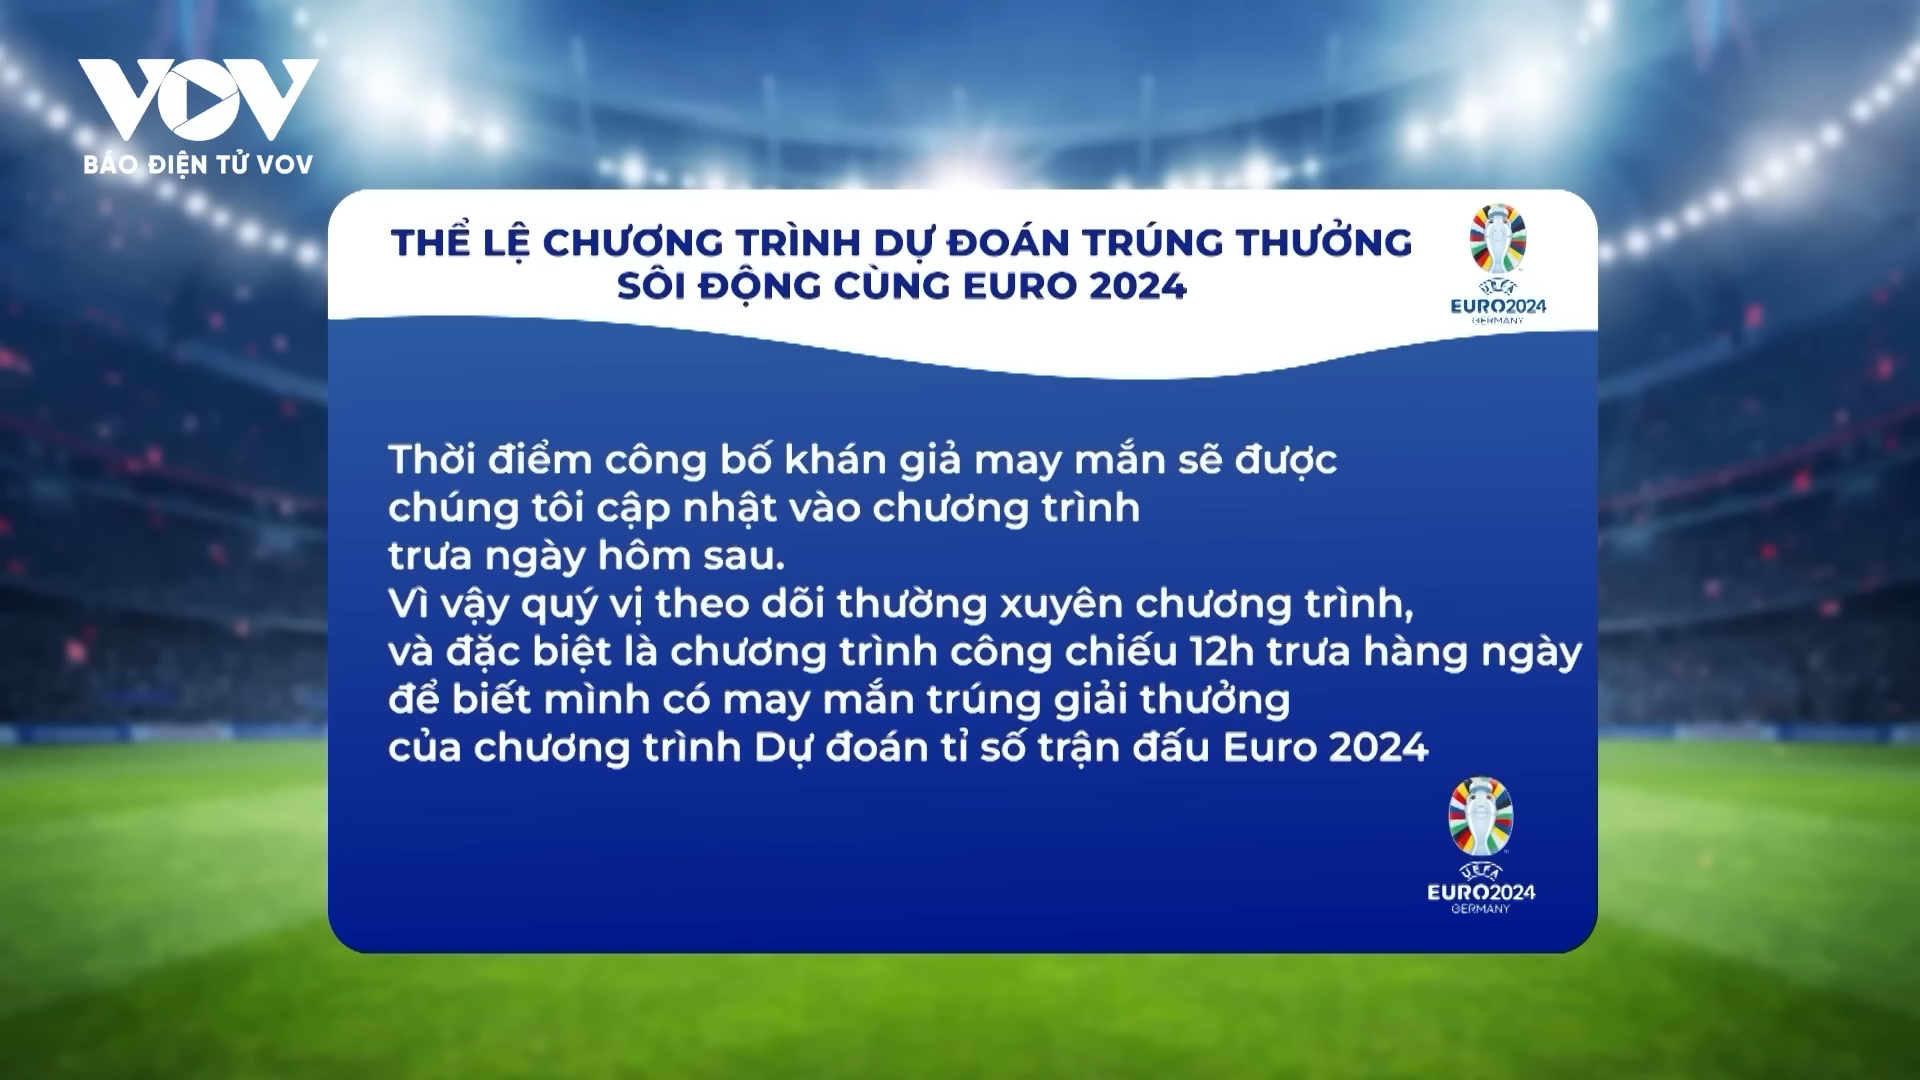 VOV
BÁO ĐIỆN TỬ VOV
THỂ LỆ CHƯƠNG TRÌNH DỰ ĐOÁN TRÚNG THƯỞNG
SÔI ĐỘNG CÙNG EURO 2024
UEFA
EURO2024
GERMANY
Thời điểm công bố khán giả may mắn sẽ được
chúng tôi cập nhật vào chương trình
trưa ngày hôm sau.
Vì vậy quý vị theo dõi thường xuyên chương trình,
và đặc biệt là chương trình công chiếu 12h trưa hàng ngày
để biết mình có may mắn trúng giải thưởng
của chương trình Dự đoán tỉ số trận đấu Euro 2024
UEFA
EURO2024
GERMANY